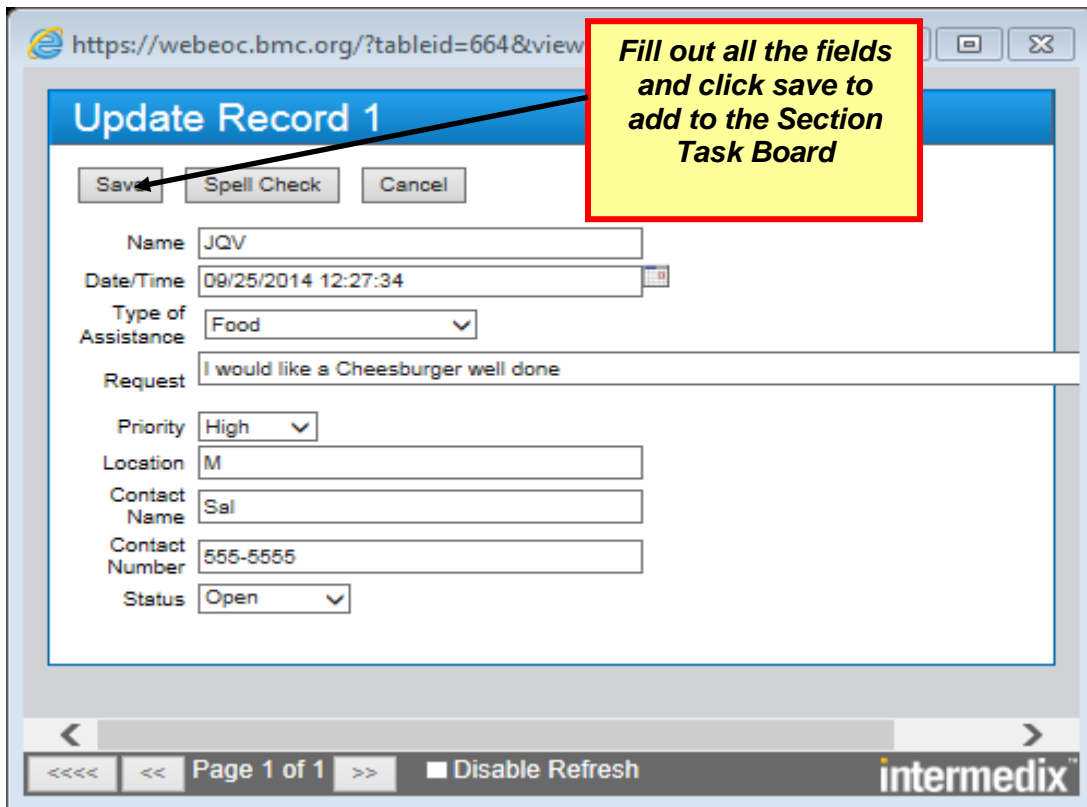 https://webeoc.bmc.org/?tableid=664&view
Fill out all the fields
and click save to
add to the Section
Task Board
Update Record 1
Save Spell Check Cancel
Name JQV
Date/Time 09/25/2014 12:27:34
Type of
Assistance Food
Request I would like a Cheesburger well done
Priority High
Location M
Contact
Name Sal
Contact
Number 555-5555
Status Open
<<<< << Page 1 of 1 >> Disable Refresh intermedix